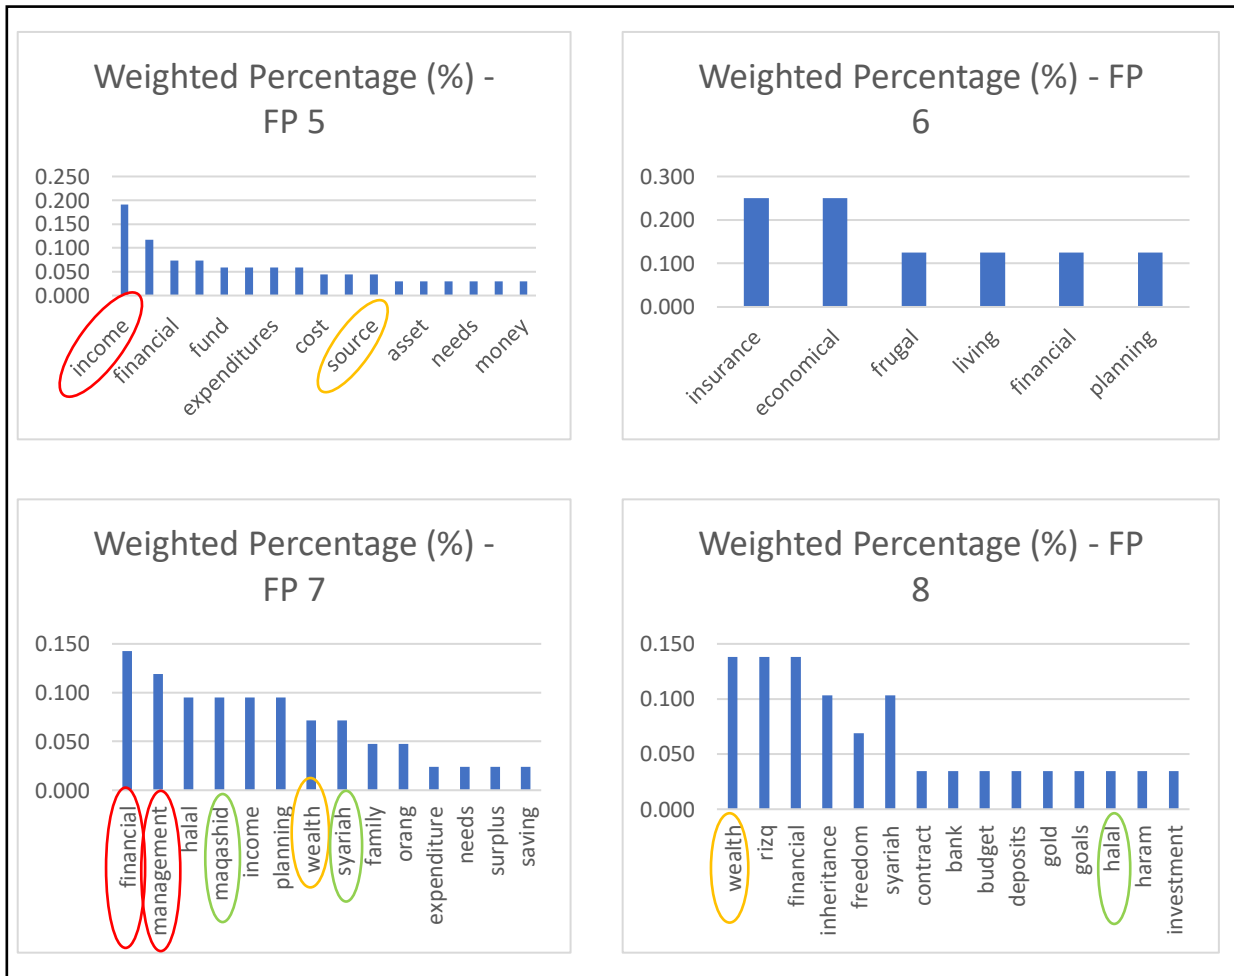 Weighted Percentage (%) -
FP 5
0.250
0.200
0.150
0.100
0.050
0.000
income
financial
fund
expenditures
cost
source
asset
needs
money
Weighted Percentage (%) - FP
6
0.300
0.200
0.100
0.000
insurance
economical
frugal
living
financial
planning
Weighted Percentage (%) -
FP 7
0.150
0.100
0.050
0.000
financial
management
halal
maqashid
income
planning
wealth
syariah
family
orang
expenditure
needs
surplus
saving
Weighted Percentage (%) - FP
8
0.150
0.100
0.050
0.000
wealth
rizq
financial
inheritance
freedom
syariah
contract
bank
budget
deposits
gold
goals
halal
haram
investment